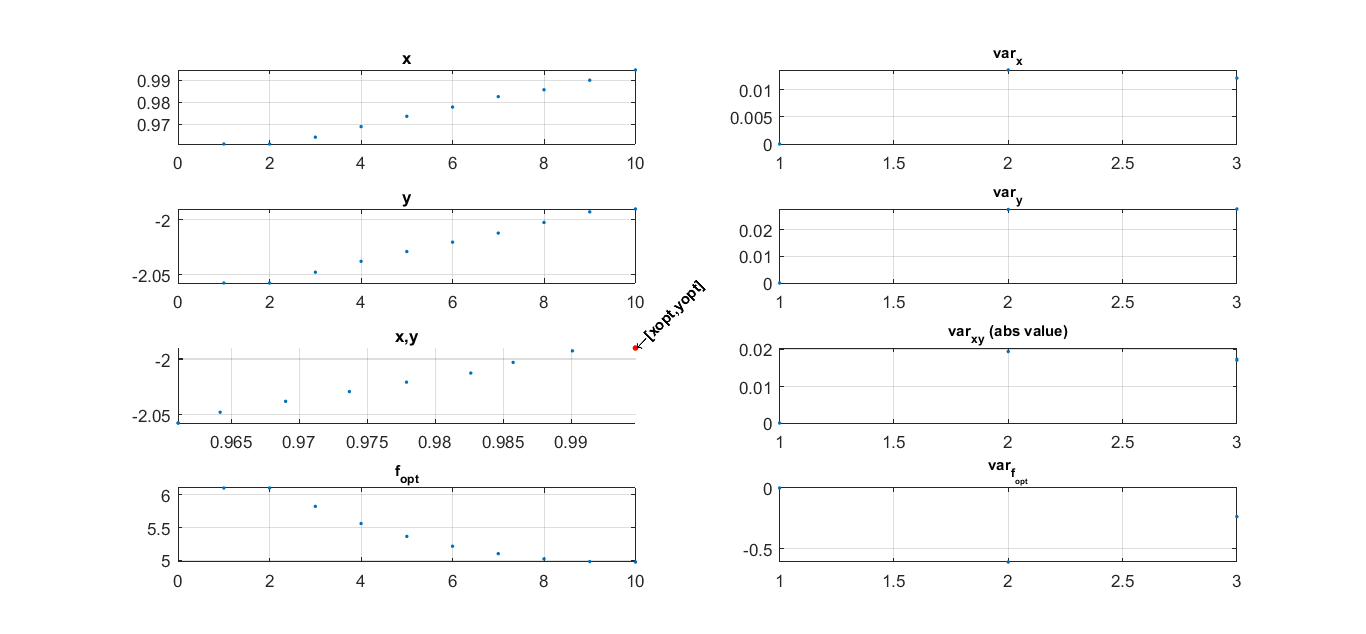 x
0.99
0.98
0.97
0 2 4 6 8 10
y
-2
-2.05
0 2 4 6 8 10
←[xopt,yopt]
x,y
-2
-2.05
0.965 0.97 0.975 0.98 0.985 0.99
f_opt
6
5.5
5
0 2 4 6 8 10
var_x
0.01
0.005
0
1 1.5 2 2.5 3
var_y
0.02
0.01
0
1 1.5 2 2.5 3
var_xy (abs value)
0.02
0.01
0
1 1.5 2 2.5 3
var_f_opt
0
-0.5
1 1.5 2 2.5 3